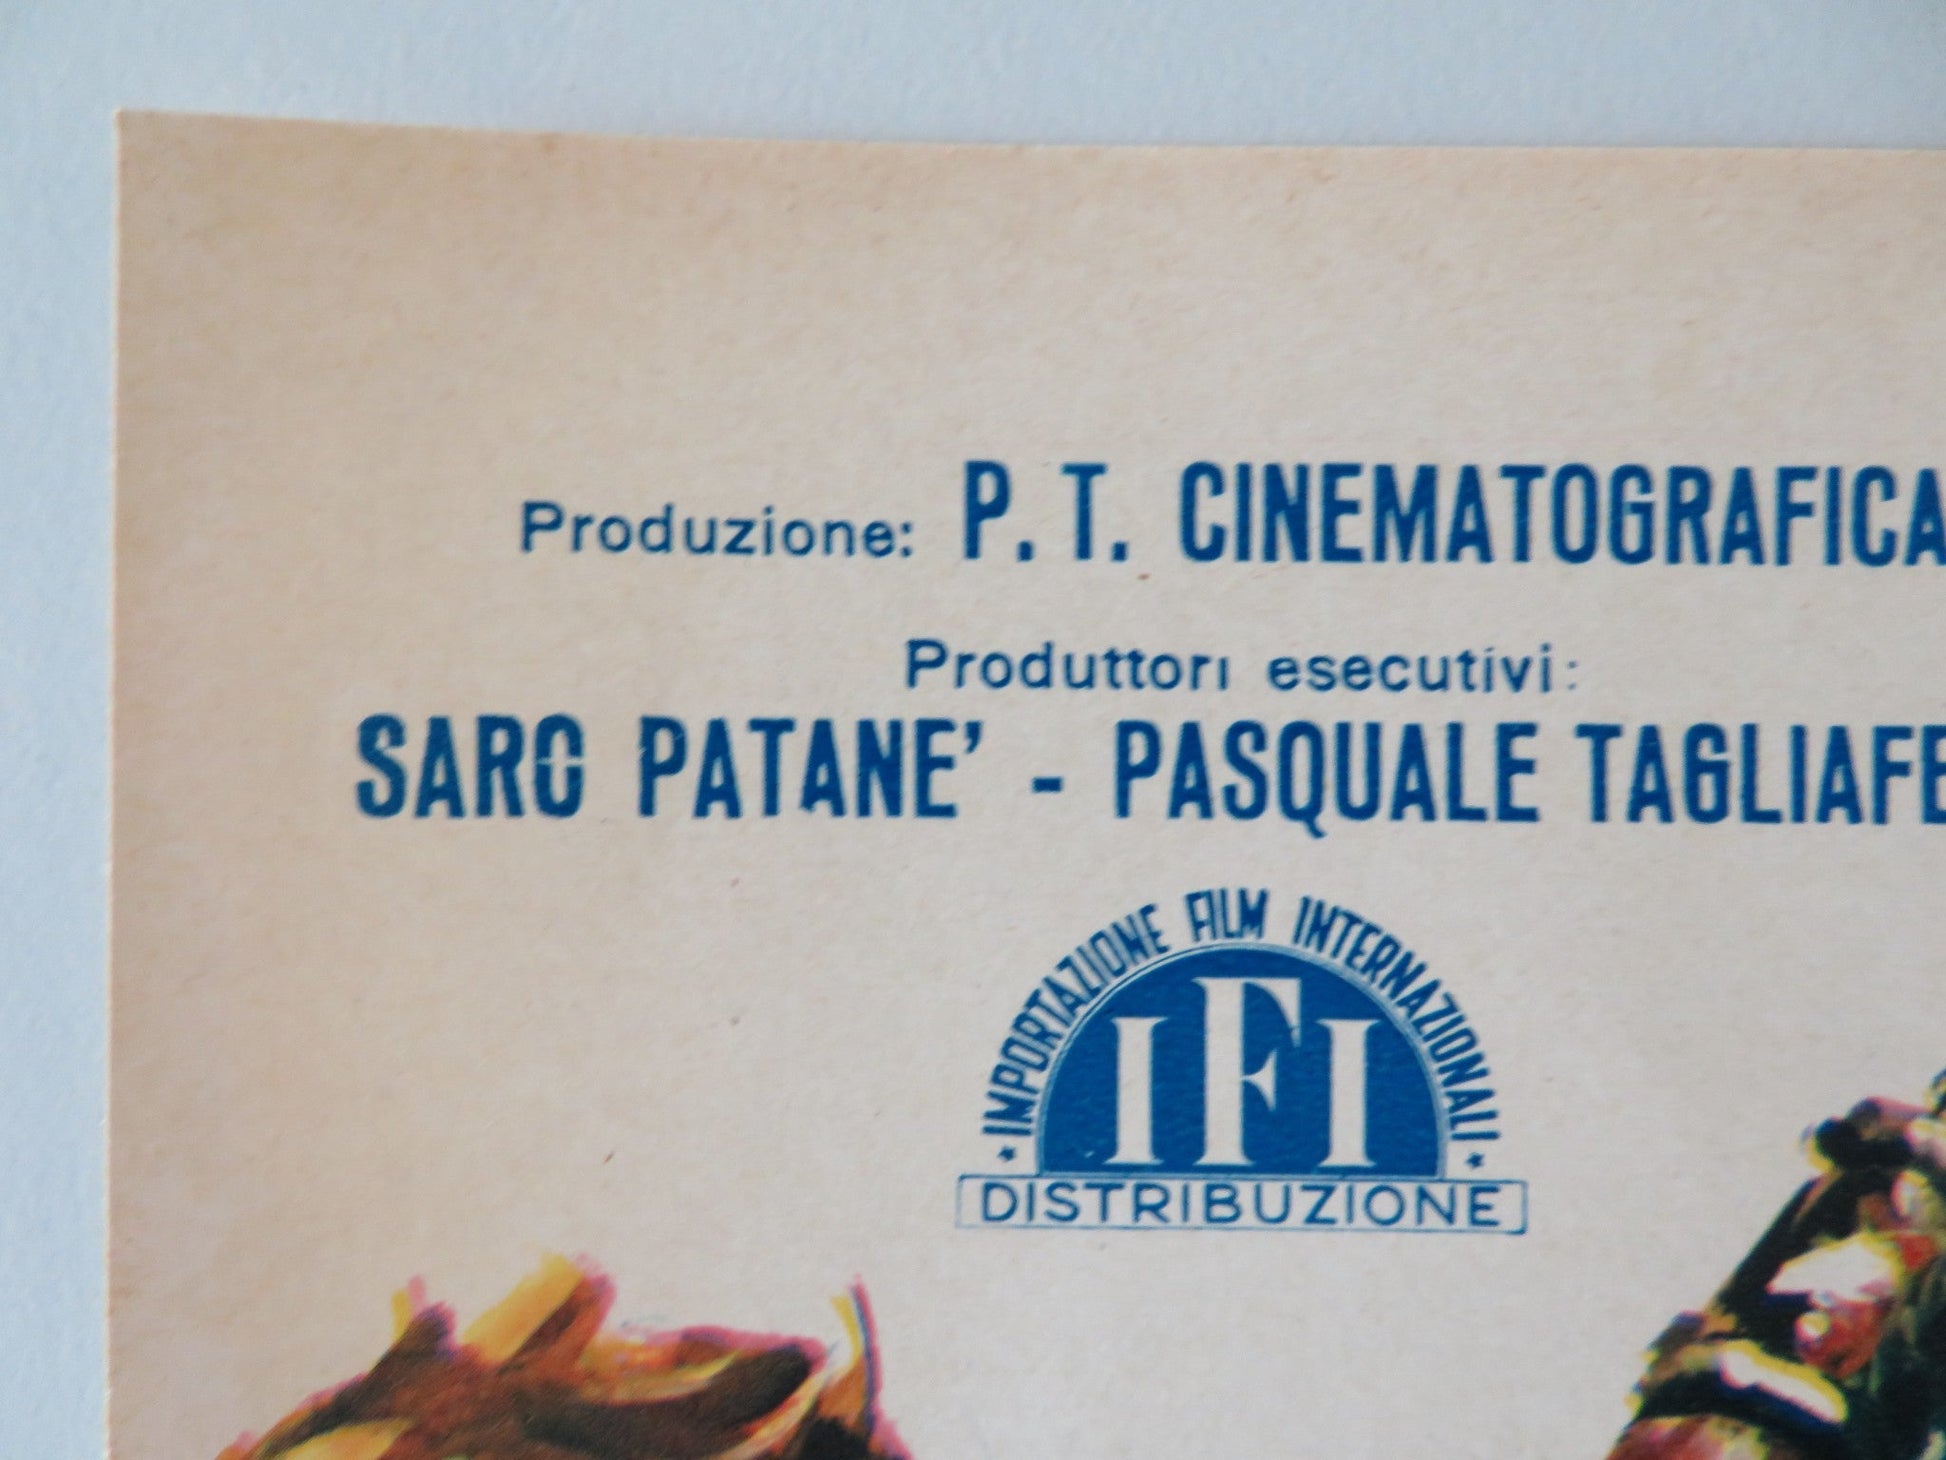 Produzione: P. T. CINEMATOGRAFICA
Produttori esecutivi:
SARO PATANE' - PASQUALE TAGLIAFE
IMPORTAZIONE FILM INTERNAZIONALI
IFI
DISTRIBUZIONE